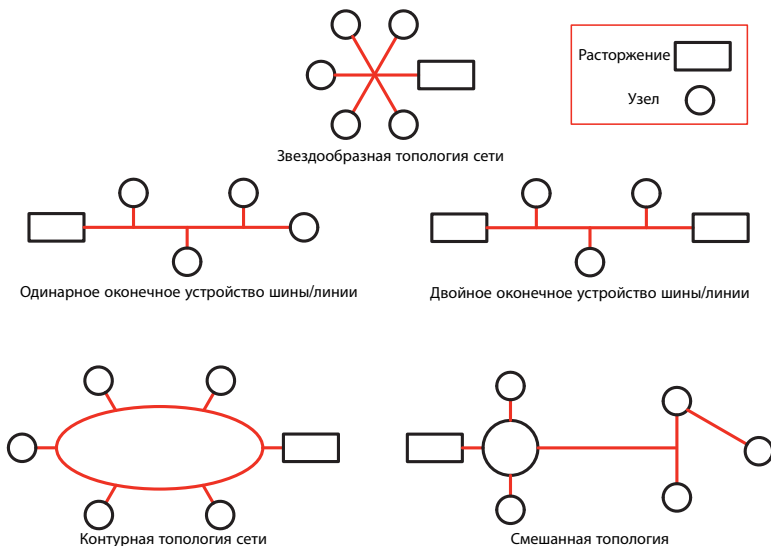 Расторжение
Узел
Звездообразная топология сети
Одинарное оконечное устройство шины/линии
Двойное оконечное устройство шины/линии
Контурная топология сети
Смешанная топология